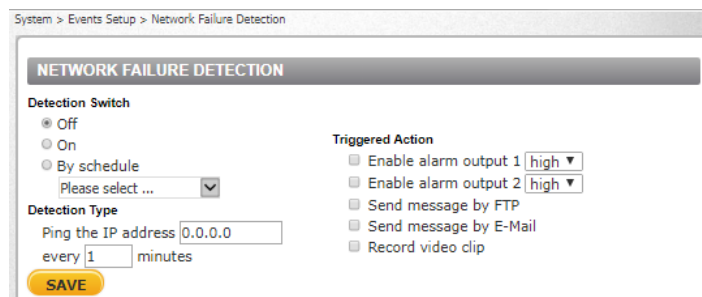 System > Events Setup > Network Failure Detection
NETWORK FAILURE DETECTION
Detection Switch
Off
On
By schedule
Please select ...
Detection Type
Ping the IP address 0.0.0.0
every 1 minutes
SAVE
Triggered Action
Enable alarm output 1 high
Enable alarm output 2 high
Send message by FTP
Send message by E-Mail
Record video clip